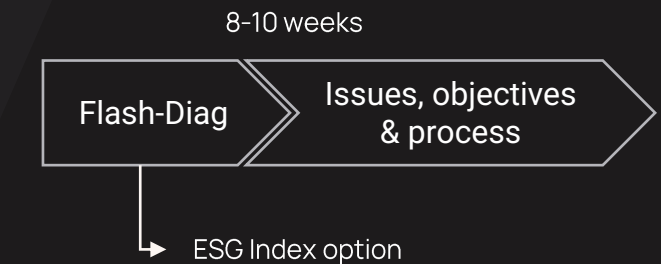 8-10 weeks
Flash-Diag
Issues, objectives
& process
ESG Index option